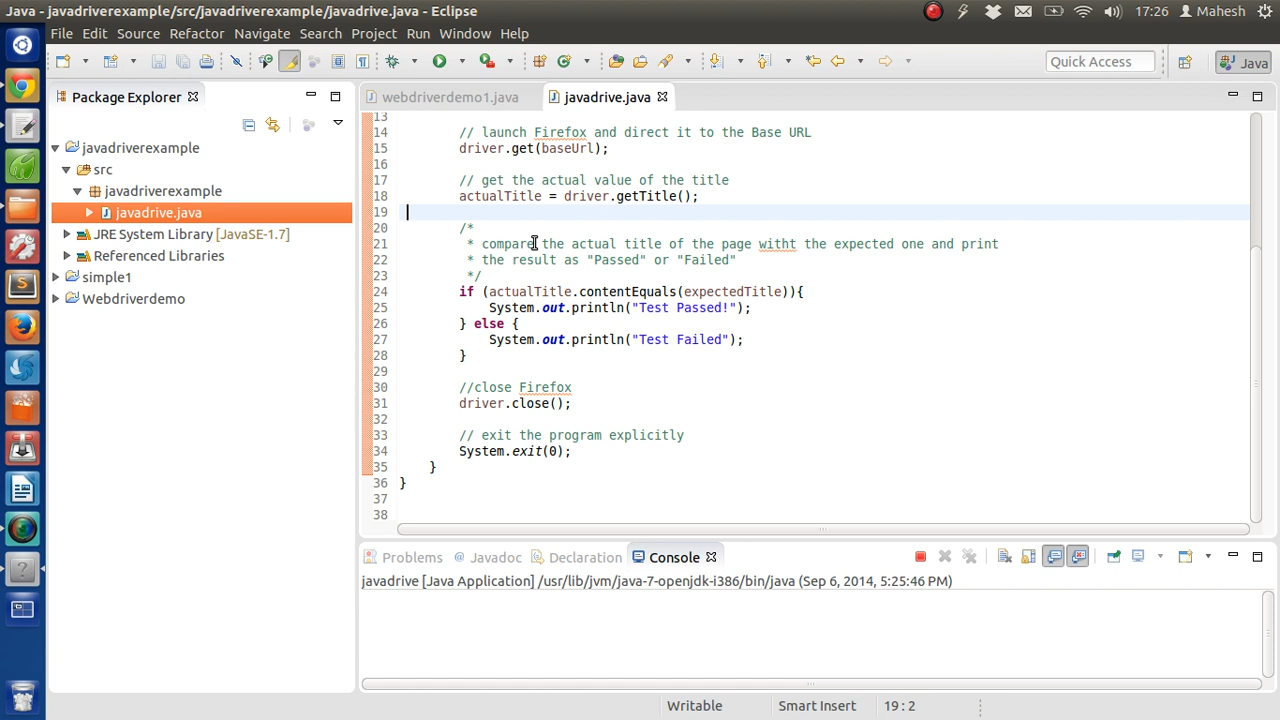 Java - javadriverexample/src/javadriverexample/javadrive.java - Eclipse
17:26
Mahesh
File Edit Source Refactor Navigate Search Project Run Window Help
Quick Access
Java
Package Explorer
webdriverdemo1.java
javadrive.java
javadriverexample
src
javadriverexample
javadrive.java
JRE System Library [JavaSE-1.7]
Referenced Libraries
simple1
Webdriverdemo
13
14 // launch Firefox and direct it to the Base URL
15 driver.get(baseUrl);
16
17 // get the actual value of the title
18 actualTitle = driver.getTitle();
19
20 /*
21 * compare the actual title of the page witht the expected one and print
22 * the result as "Passed" or "Failed"
23 */
24 if (actualTitle.contentEquals(expectedTitle)){
25 System.out.println("Test Passed!");
26 } else {
27 System.out.println("Test Failed");
28 }
29
30 //close Firefox
31 driver.close();
32
33 // exit the program explicitly
34 System.exit(0);
35 }
36 }
37
38
Problems
Javadoc
Declaration
Console
javadrive [Java Application] /usr/lib/jvm/java-7-openjdk-i386/bin/java (Sep 6, 2014, 5:25:46 PM)
Writable
Smart Insert
19 : 2